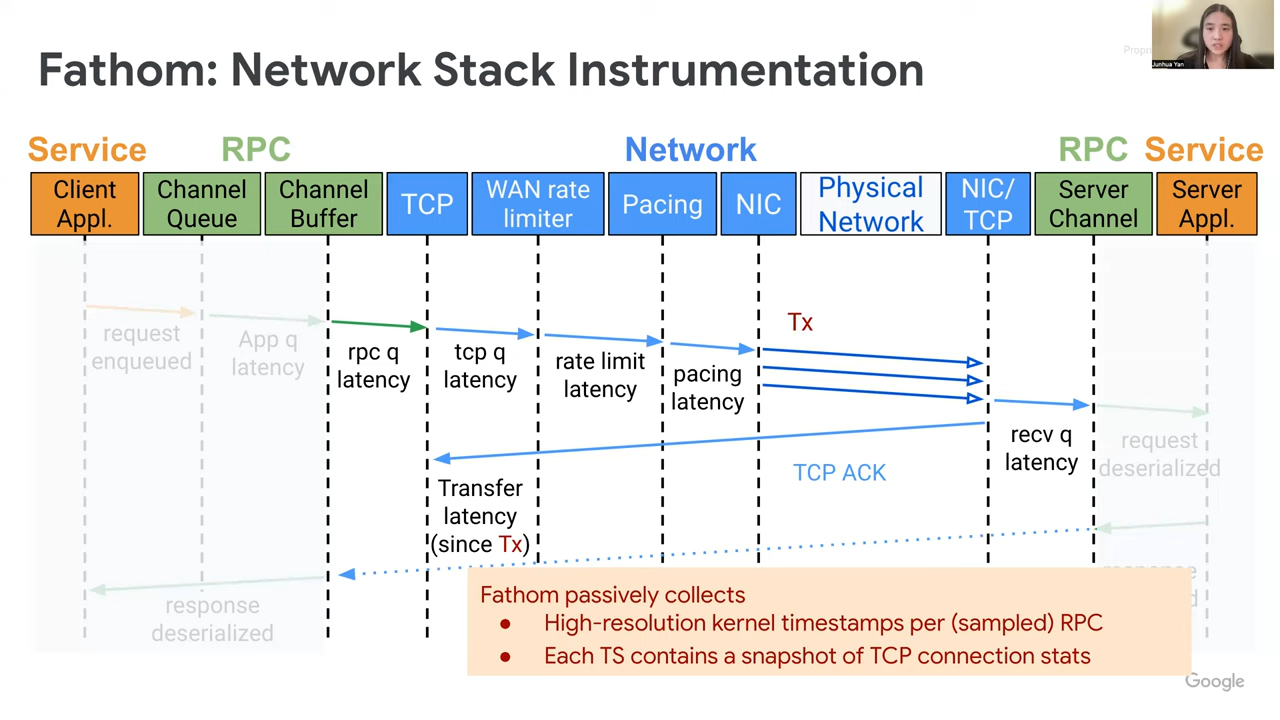 Junhua Yan
Fathom: Network Stack Instrumentation
Service
RPC
Network
RPC
Service
Client
Appl.
Channel
Queue
Channel
Buffer
TCP
WAN rate
limiter
Pacing
NIC
Physical
Network
NIC/
TCP
Server
Channel
Server
Appl.
request
enqueued
App q
latency
rpc q
latency
tcp q
latency
rate limit
latency
pacing
latency
Tx
recv q
latency
request
deserialized
TCP ACK
Transfer
latency
(since Tx)
response
deserialized
Fathom passively collects
● High-resolution kernel timestamps per (sampled) RPC
● Each TS contains a snapshot of TCP connection stats
Google